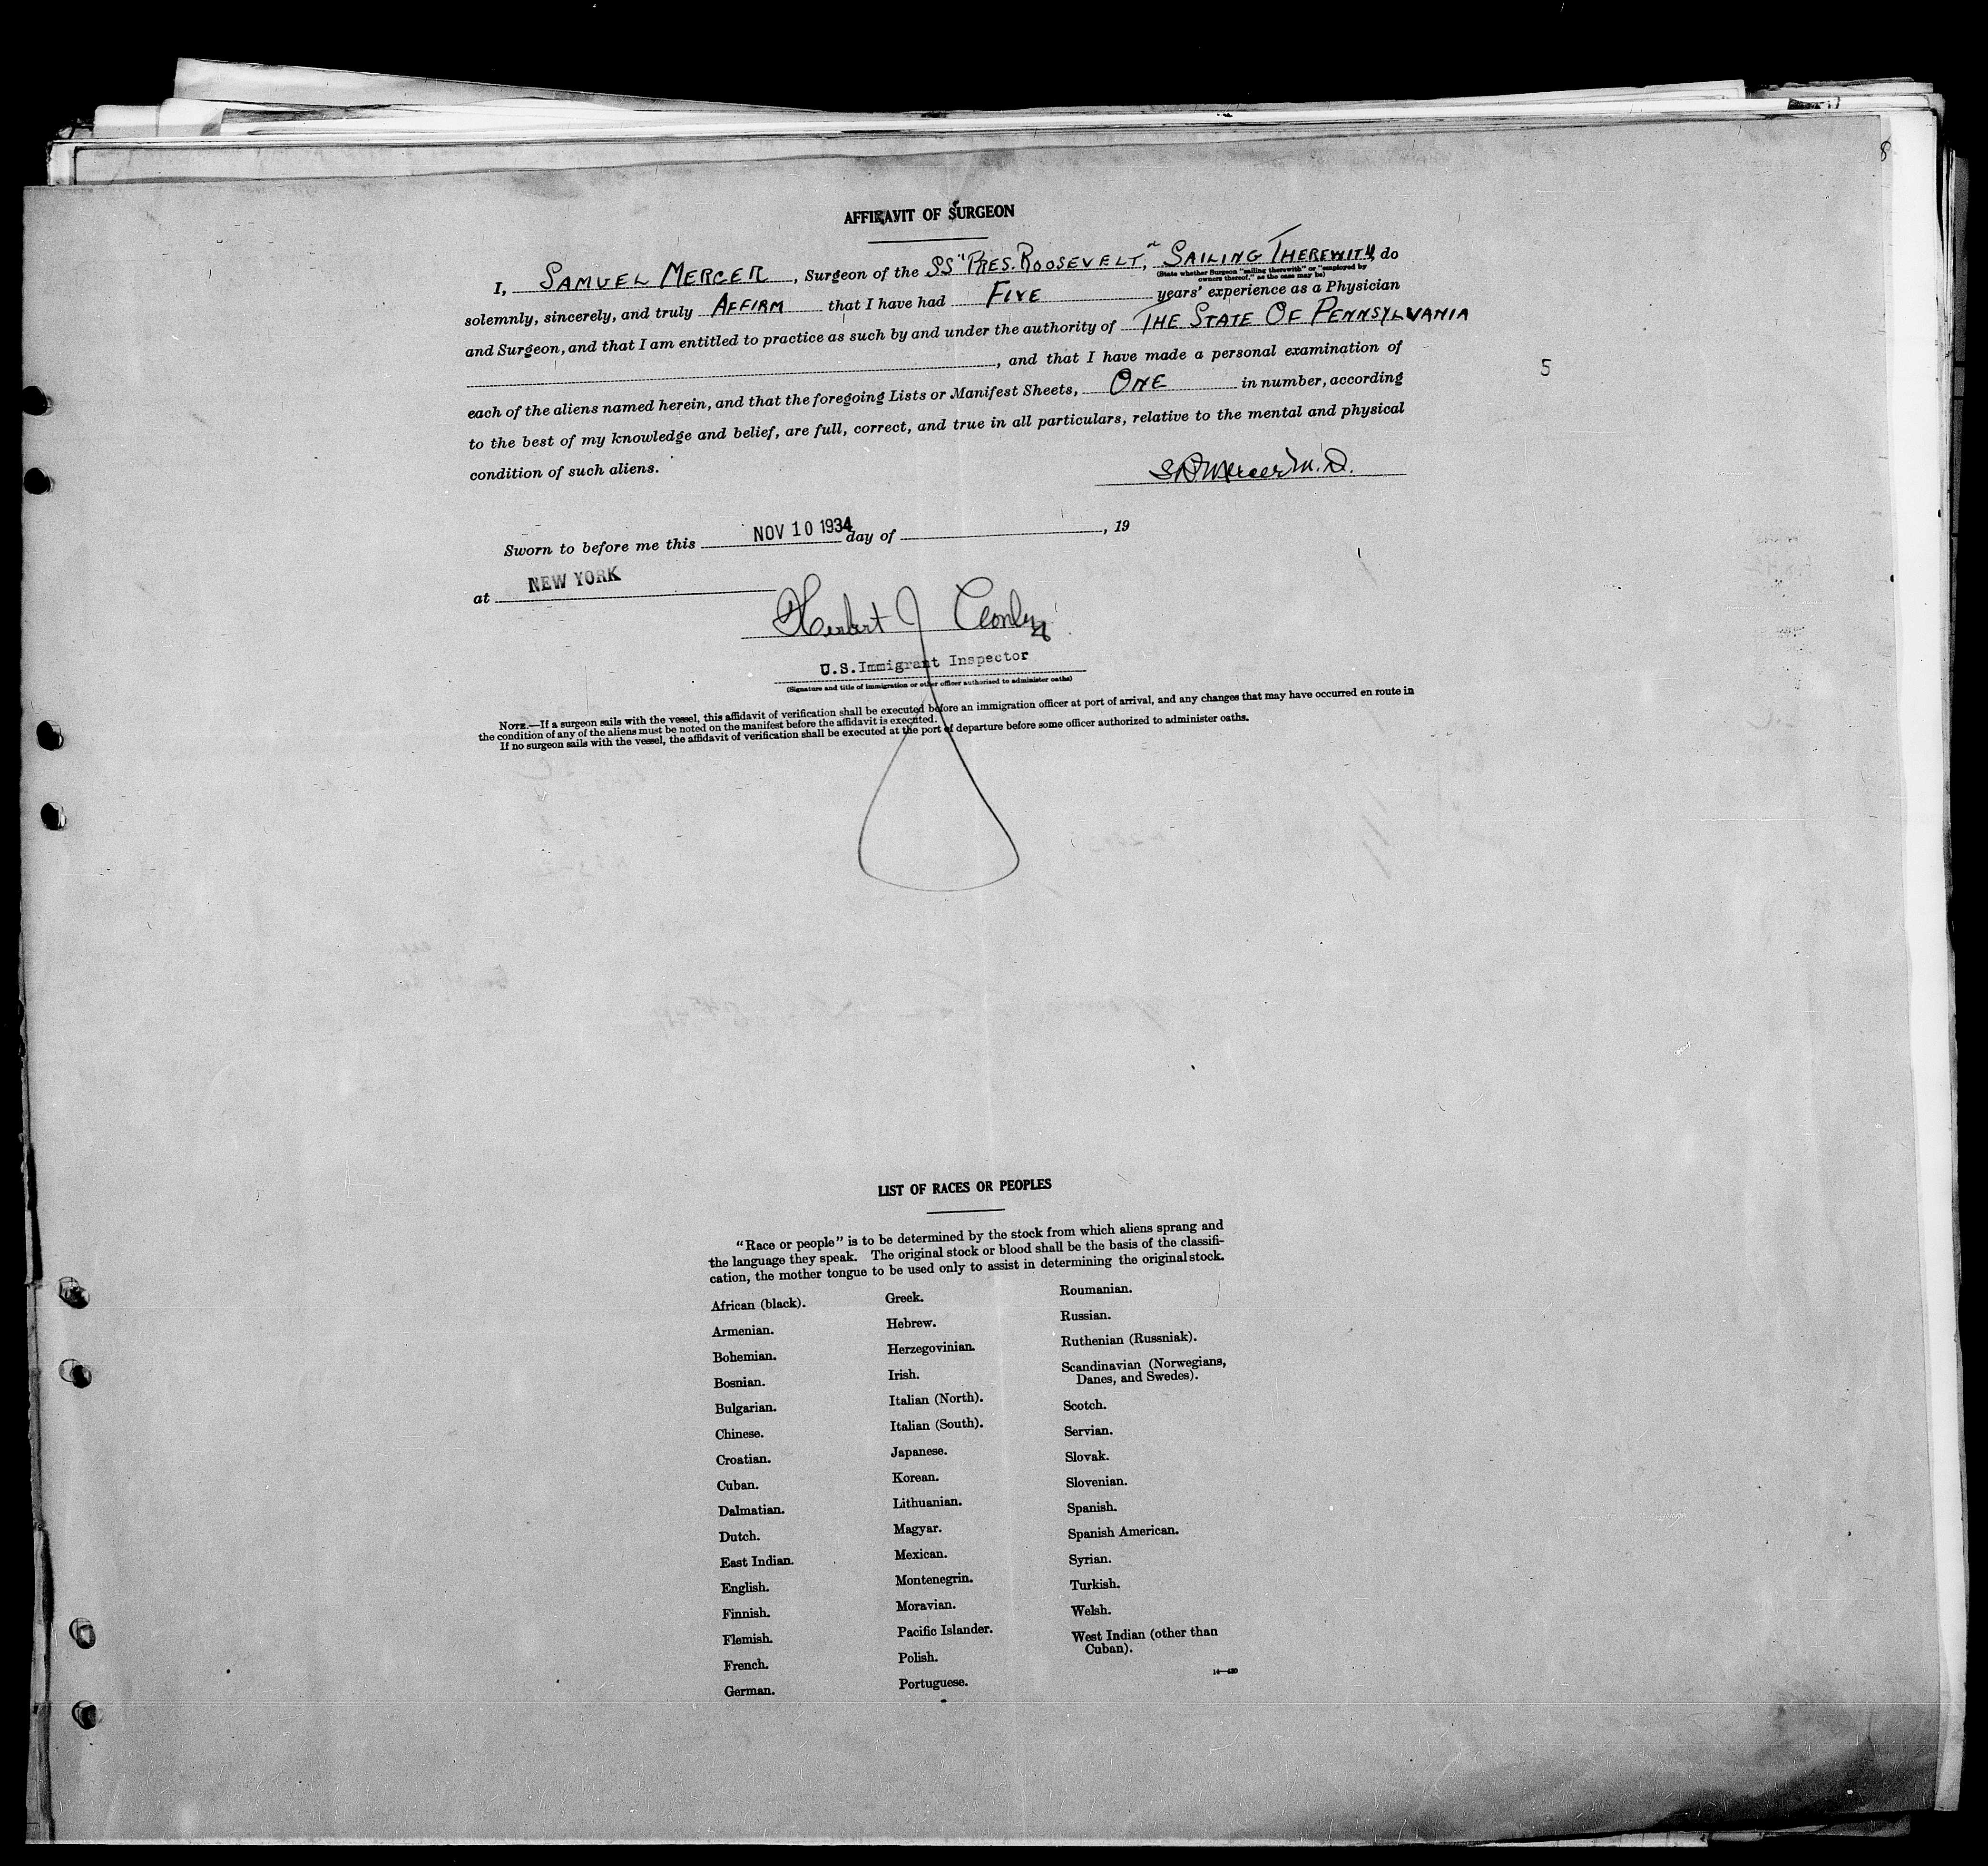 8
AFFIDAVIT OF SURGEON
I, SAMUEL MERCER, Surgeon of the SS "PRES. ROOSEVELT," SAILING THEREWITH, do
(State whether Surgeon "sailing therewith" or "employed by
owners thereof," as the case may be)
solemnly, sincerely, and truly AFFIRM that I have had FIVE years' experience as a Physician
and Surgeon, and that I am entitled to practice as such by and under the authority of THE STATE OF PENNSYLVANIA
, and that I have made a personal examination of
5
each of the aliens named herein, and that the foregoing Lists or Manifest Sheets, ONE in number, according
to the best of my knowledge and belief, are full, correct, and true in all particulars, relative to the mental and physical
condition of such aliens.
Mercer M.D.
Sworn to before me this NOV 10 1934 day of , 19
at NEW YORK
Herbert J
U.S. Immigrant Inspector
(Signature and title of immigration or other officer authorized to administer oaths)
NOTE.—If a surgeon sails with the vessel, this affidavit of verification shall be executed before an immigration officer at port of arrival, and any changes that may have occurred en route in
the condition of any of the aliens must be noted on the manifest before the affidavit is executed.
If no surgeon sails with the vessel, the affidavit of verification shall be executed at the port of departure before some officer authorized to administer oaths.
LIST OF RACES OR PEOPLES
"Race or people" is to be determined by the stock from which aliens sprang and
the language they speak. The original stock or blood shall be the basis of the classifi-
cation, the mother tongue to be used only to assist in determining the original stock.
African (black).
Armenian.
Bohemian.
Bosnian.
Bulgarian.
Chinese.
Croatian.
Cuban.
Dalmatian.
Dutch.
East Indian.
English.
Finnish.
Flemish.
French.
German.
Greek.
Hebrew.
Herzegovinian.
Irish.
Italian (North).
Italian (South).
Japanese.
Korean.
Lithuanian.
Magyar.
Mexican.
Montenegrin.
Moravian.
Pacific Islander.
Polish.
Portuguese.
Roumanian.
Russian.
Ruthenian (Russniak).
Scandinavian (Norwegians,
Danes, and Swedes).
Scotch.
Servian.
Slovak.
Slovenian.
Spanish.
Spanish American.
Syrian.
Turkish.
Welsh.
West Indian (other than
Cuban).